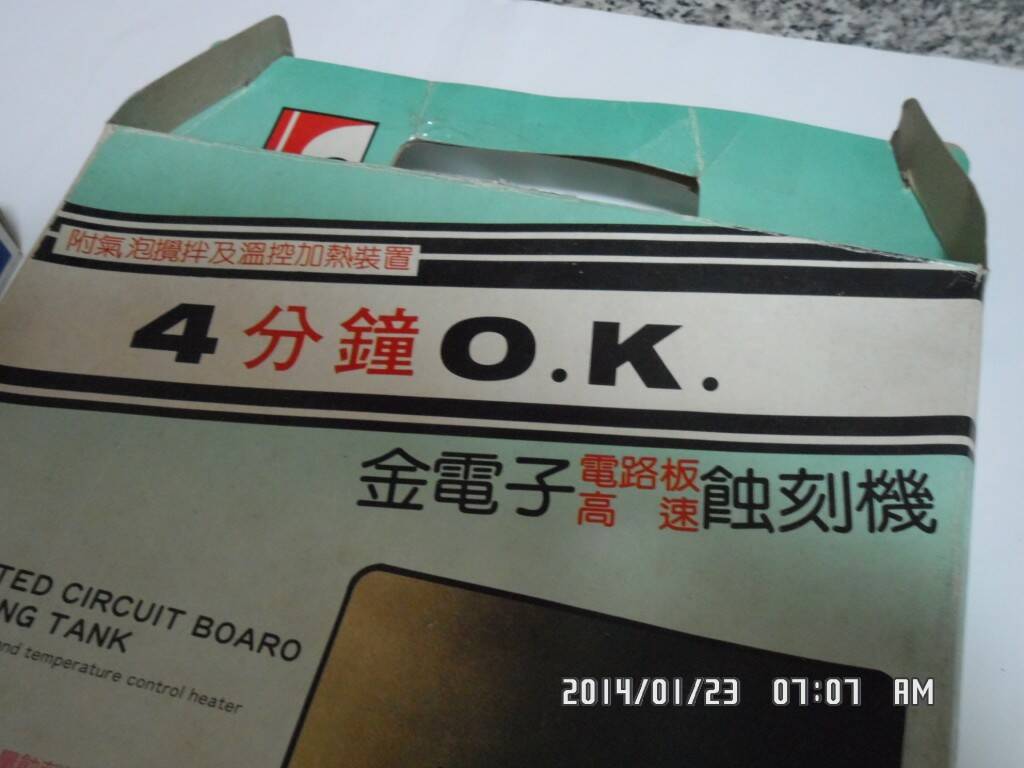 附氣泡攪拌及溫控加熱裝置
4分鐘O.K.
金電子電路板高速蝕刻機
TED CIRCUIT BOARO
NG TANK
nd temperature control heater
2014/01/23 07:07 AM